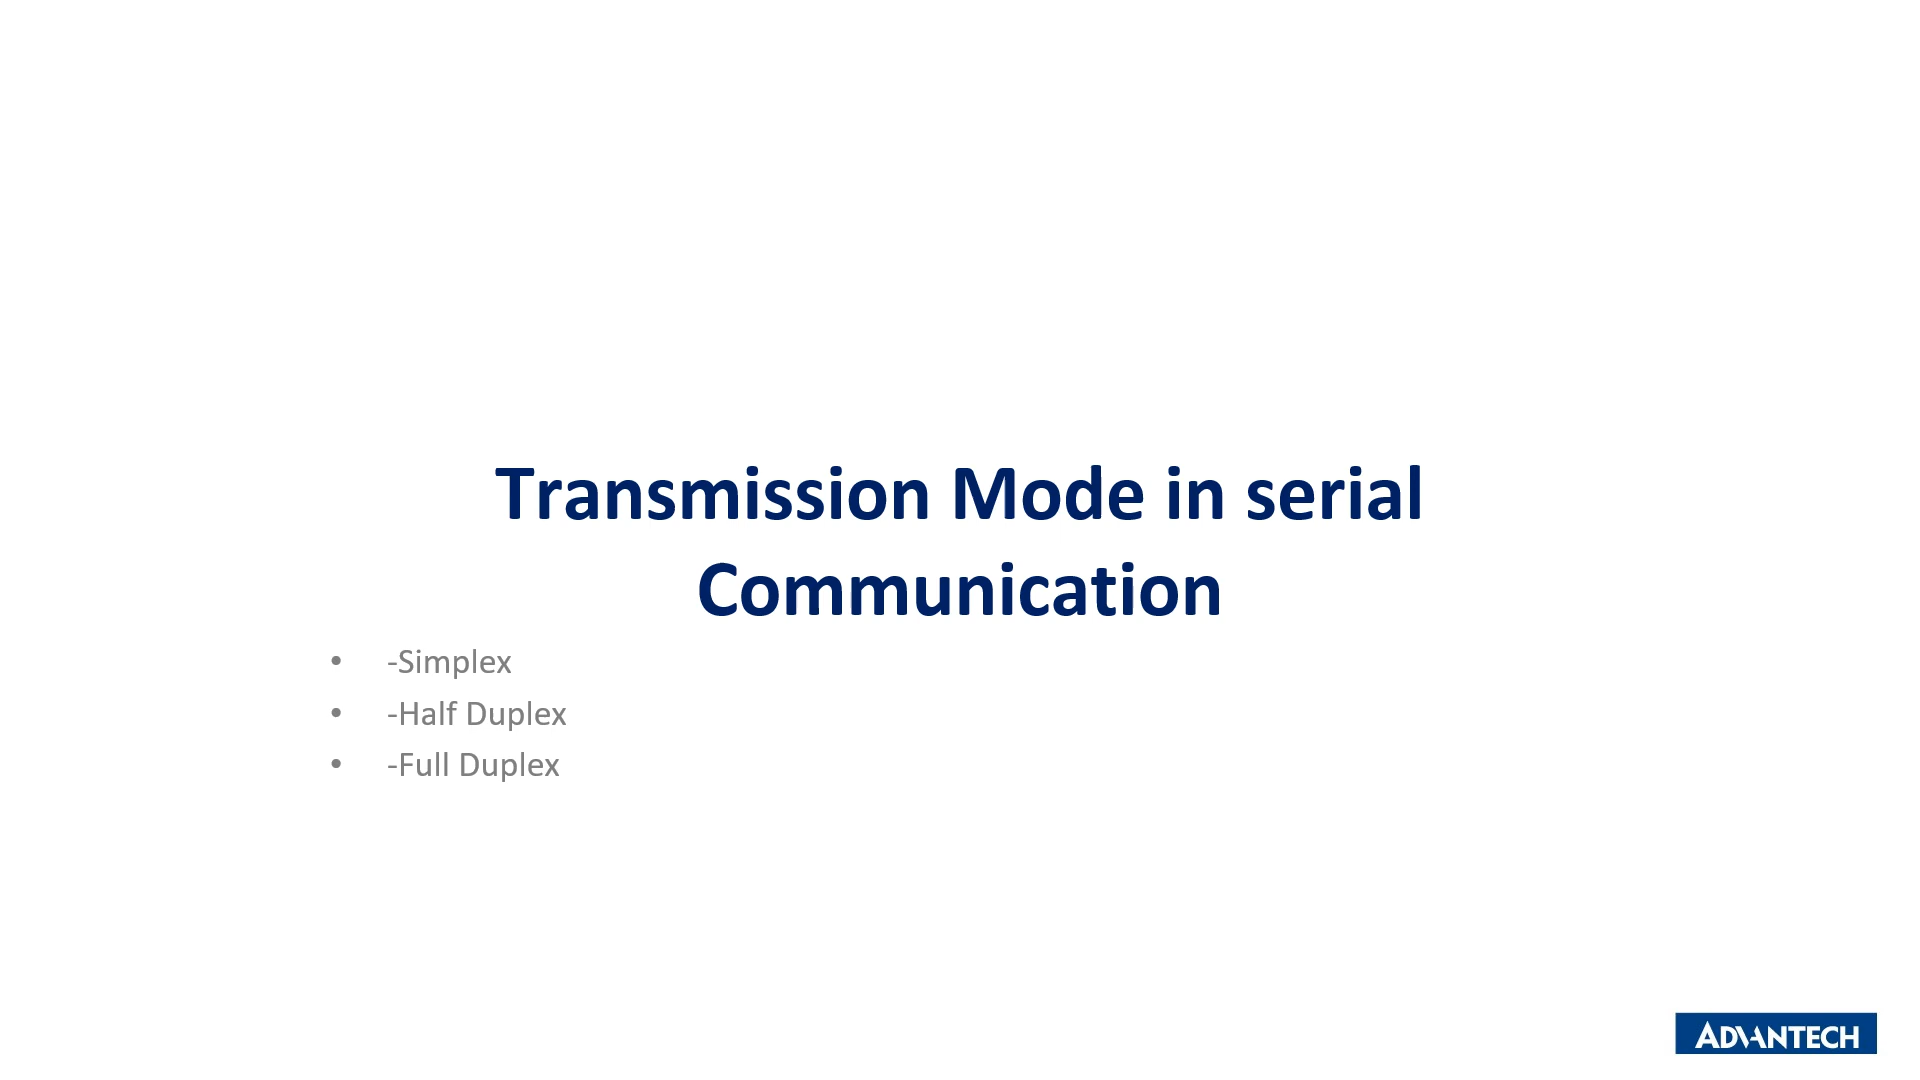 Transmission Mode in serial
Communication
• -Simplex
• -Half Duplex
• -Full Duplex
ADVANTECH